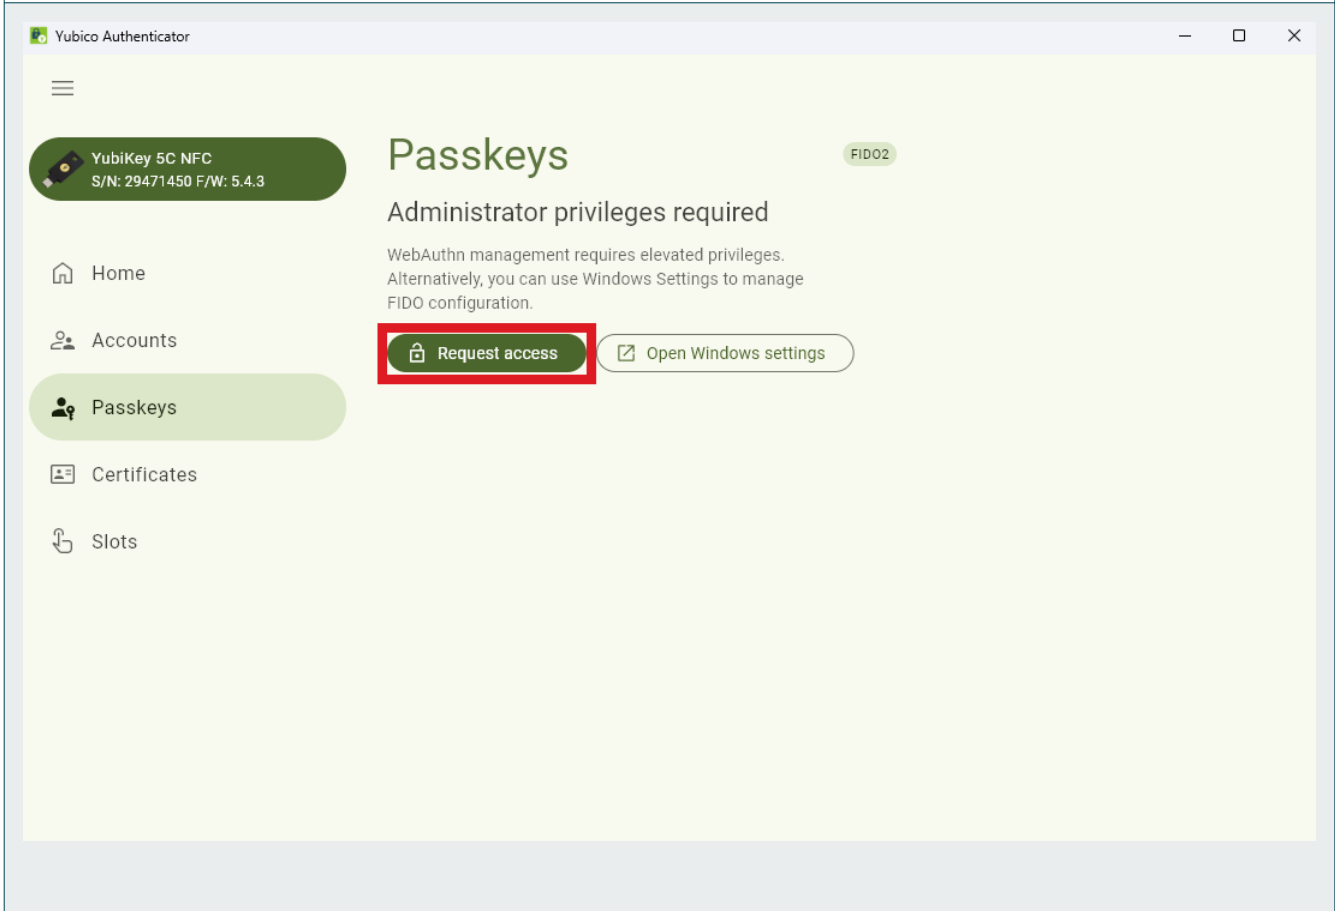 Yubico Authenticator
YubiKey 5C NFC
S/N: 29471450 F/W: 5.4.3
Home
Accounts
Passkeys
Certificates
Slots
Passkeys
FIDO2
Administrator privileges required
WebAuthn management requires elevated privileges.
Alternatively, you can use Windows Settings to manage
FIDO configuration.
Request access
Open Windows settings